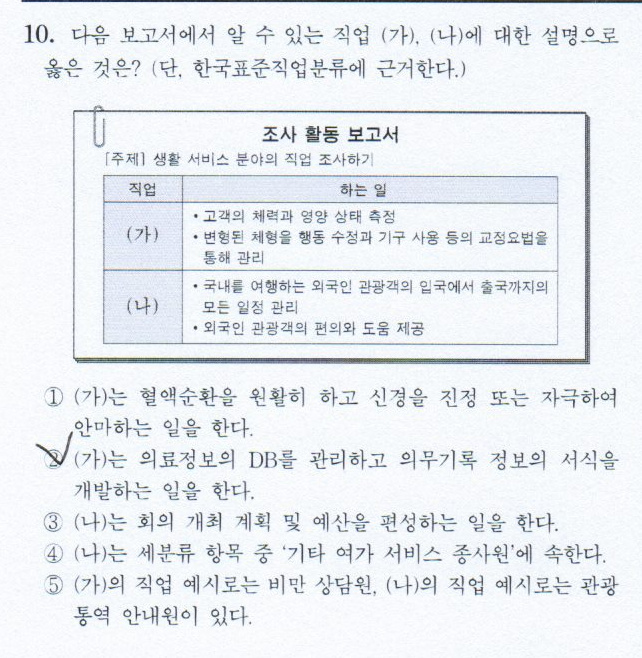 10. 다음 보고서에서 알 수 있는 직업 (가), (나)에 대한 설명으로
옳은 것은? (단, 한국표준직업분류에 근거한다.)
조사 활동 보고서
[주제] 생활 서비스 분야의 직업 조사하기
직업 하는 일
(가)
• 고객의 체력과 영양 상태 측정
• 변형된 체형을 행동 수정과 기구 사용 등의 교정요법을
통해 관리
(나)
• 국내를 여행하는 외국인 관광객의 입국에서 출국까지의
모든 일정 관리
• 외국인 관광객의 편의와 도움 제공
① (가)는 혈액순환을 원활히 하고 신경을 진정 또는 자극하여
안마하는 일을 한다.
② (가)는 의료정보의 DB를 관리하고 의무기록 정보의 서식을
개발하는 일을 한다.
③ (나)는 회의 개최 계획 및 예산을 편성하는 일을 한다.
④ (나)는 세분류 항목 중 ‘기타 여가 서비스 종사원’에 속한다.
⑤ (가)의 직업 예시로는 비만 상담원, (나)의 직업 예시로는 관광
통역 안내원이 있다.